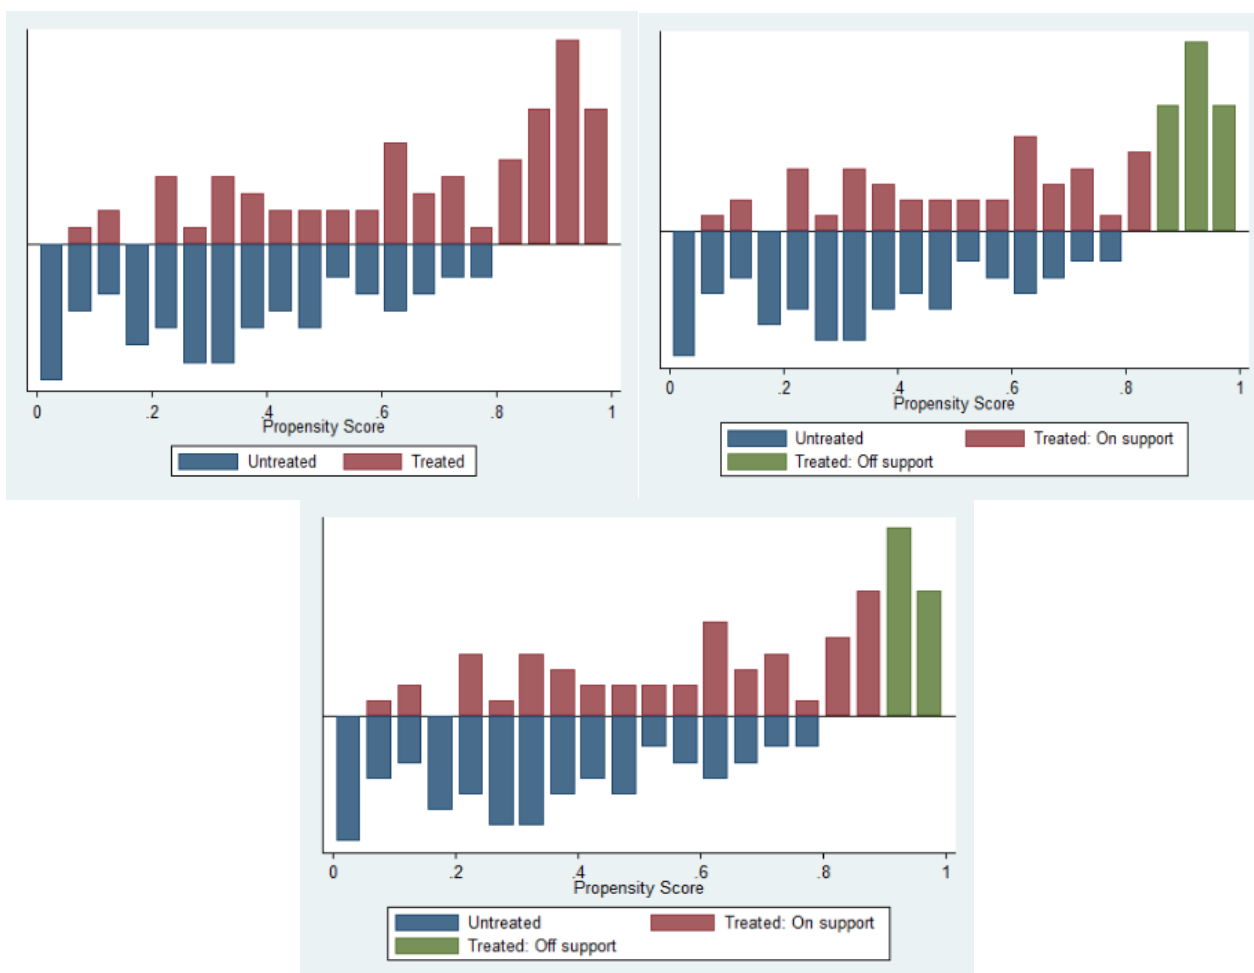 0 .2 .4 .6 .8 1
Propensity Score
Untreated Treated
0 .2 .4 .6 .8 1
Propensity Score
Untreated Treated: On support
Treated: Off support
0 .2 .4 .6 .8 1
Propensity Score
Untreated Treated: On support
Treated: Off support